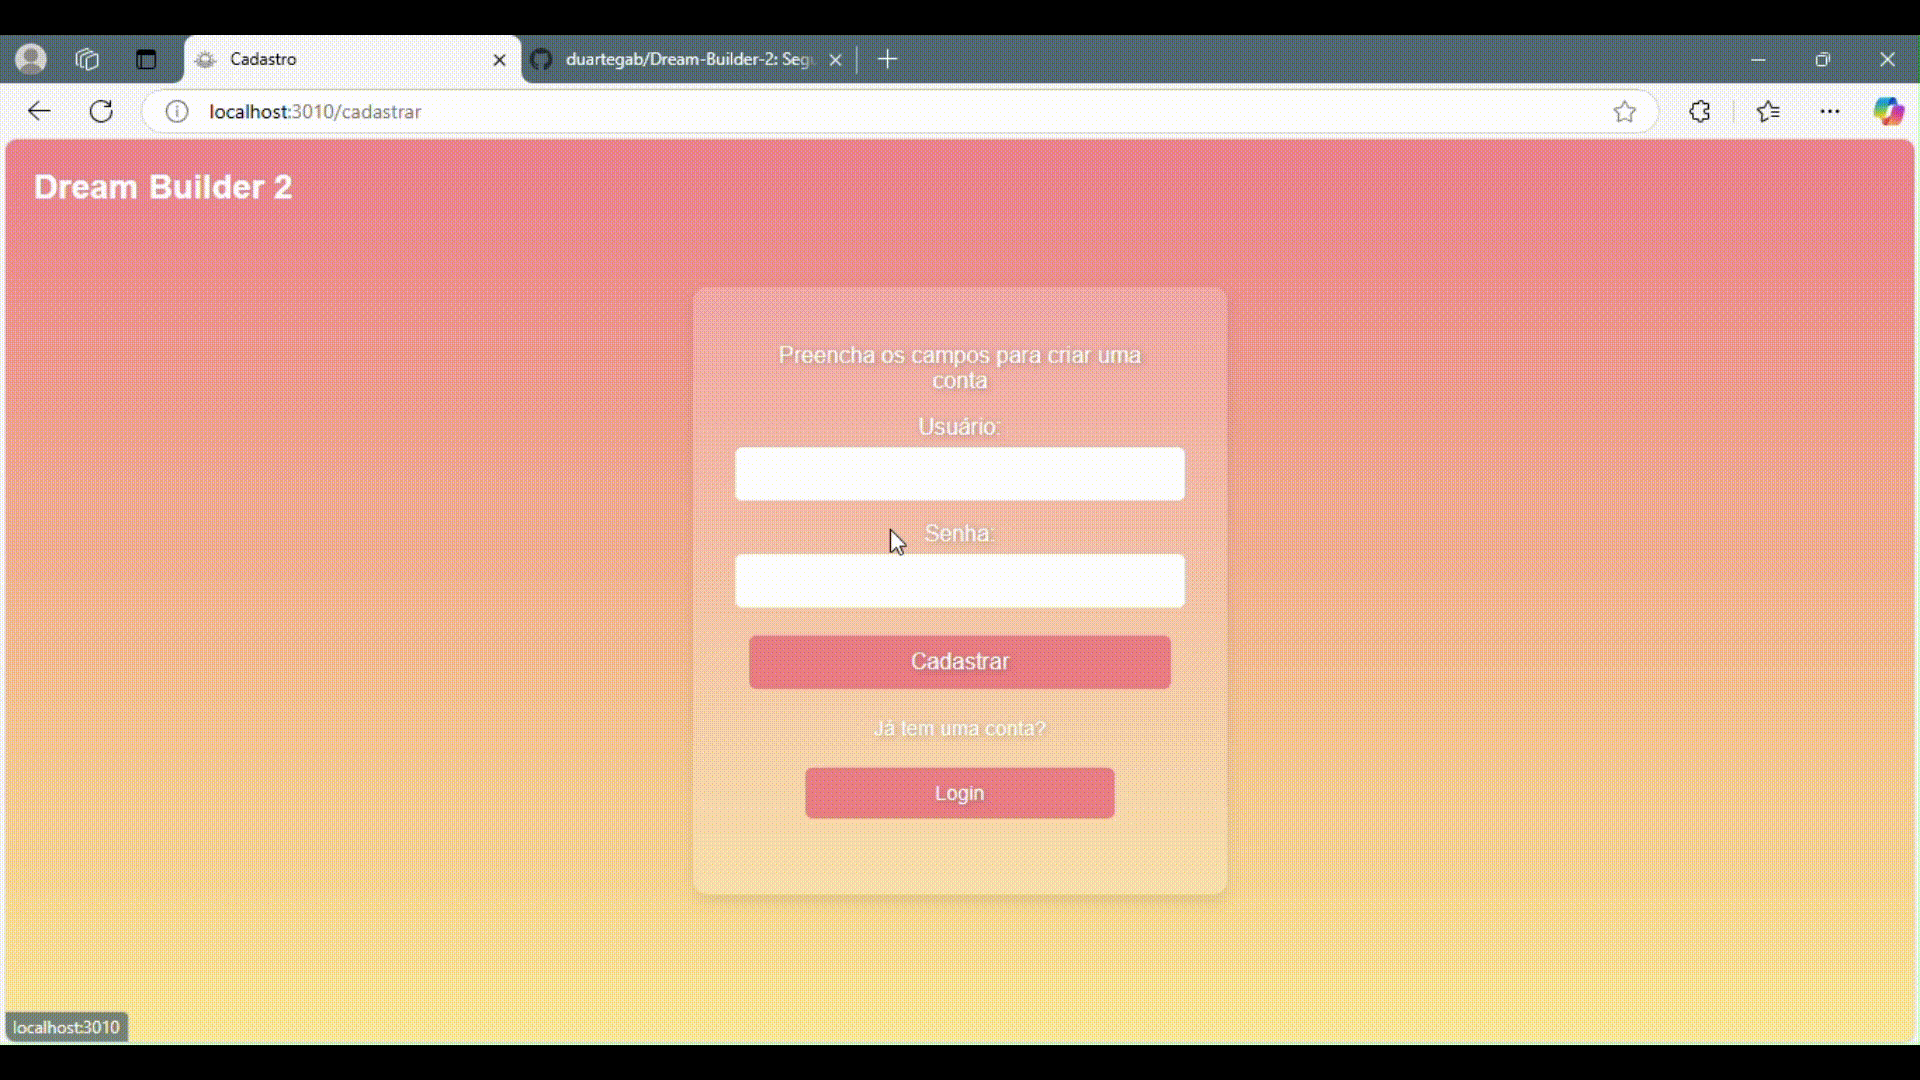 Cadastro
duartegab/Dream-Builder-2: Seg
localhost:3010/cadastrar
Dream Builder 2
Preencha os campos para criar uma
conta
Usuário:
Senha:
Cadastrar
Já tem uma conta?
Login
localhost:3010